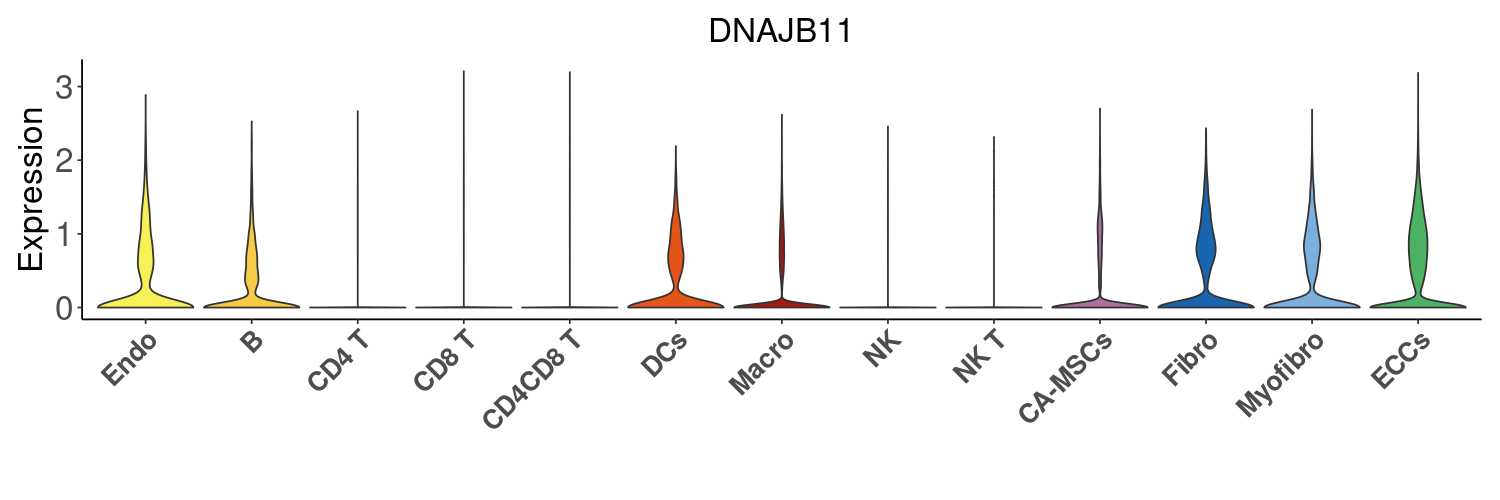 DNAJB11
Expression
3
2
1
0
Endo
B
CD4 T
CD8 T
CD4CD8 T
DCs
Macro
NK
NK T
CA-MSCs
Fibro
Myofibro
ECCs